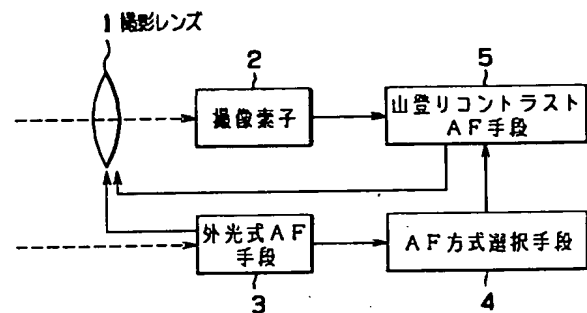 1 撮影レンズ
2
5
撮像素子
山登りコントラスト
AF手段
外光式AF
手段
AF方式選択手段
3
4